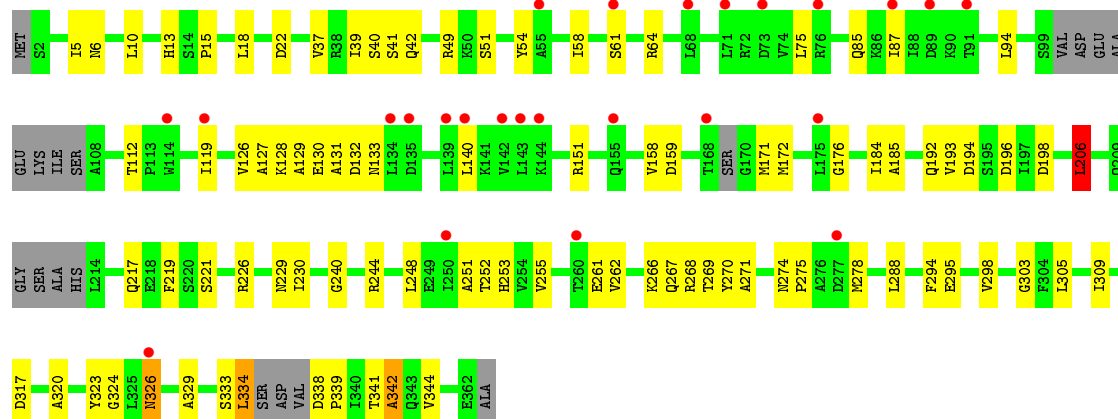 MET S2 I5 N6 L10 H13 S14 P15 L18 D22 V37 R38 I39 S40 S41 Q42 R49 K50 S51 Y54 A55 I58 S61 R64 L68 L71 R72 D73 V74 L75 R76 Q85 K86 I87 I88 D89 K90 T91 L94 S99 VAL ASP GLU ALA
GLU LYS ILE SER A108 T112 P113 W114 I119 V126 A127 K128 A129 E130 A131 D132 N133 L134 D135 L139 L140 K141 V142 L143 K144 R151 Q155 V158 D159 T168 SER G170 M171 M172 L175 G176 I184 A185 Q192 V193 D194 S195 D196 I197 D198 L206
GLY SER ALA HIS L214 Q217 E218 F219 S220 S221 R226 N229 I230 G240 R244 L248 E249 I250 A251 T252 H253 V254 V255 T260 E261 V262 K266 Q267 R268 T269 Y270 A271 N274 P275 A276 D277 M278 L288 F294 E295 V298 G303 F304 L305 I309
D317 A320 Y323 G324 L325 N326 A329 S333 L334 SER ASP VAL D338 P339 I340 T341 A342 Q343 V344 E362 ALA